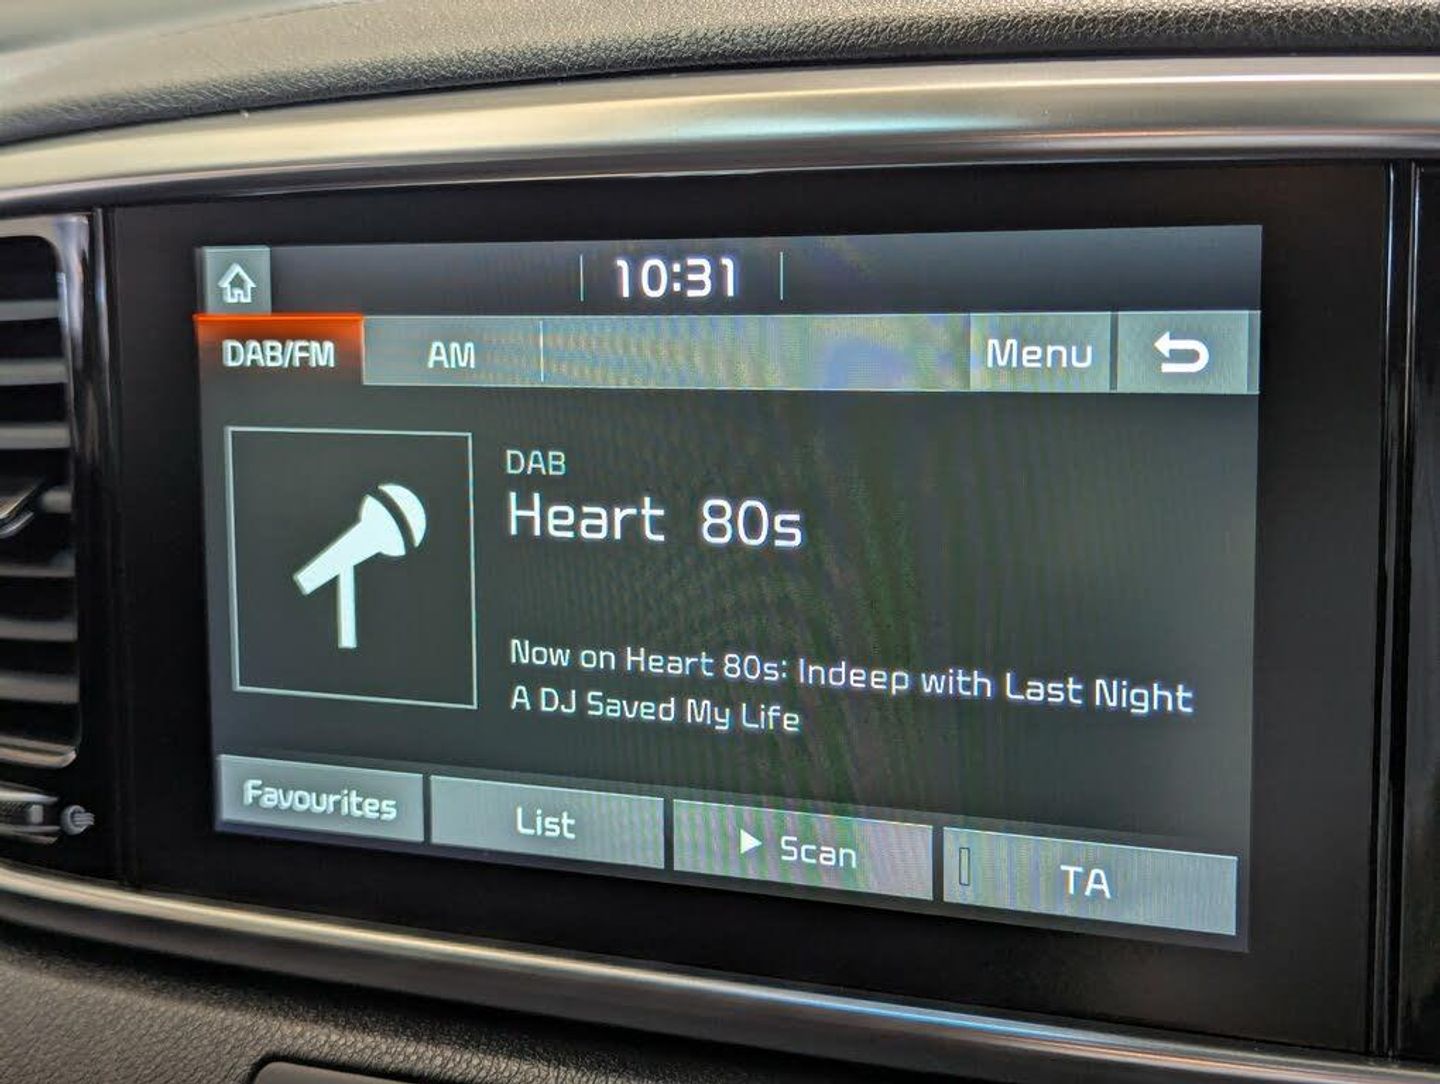 10:31
DAB/FM
AM
Menu
DAB
Heart 80s
Now on Heart 80s: Indeep with Last Night
A DJ Saved My Life
Favourites
List
Scan
TA